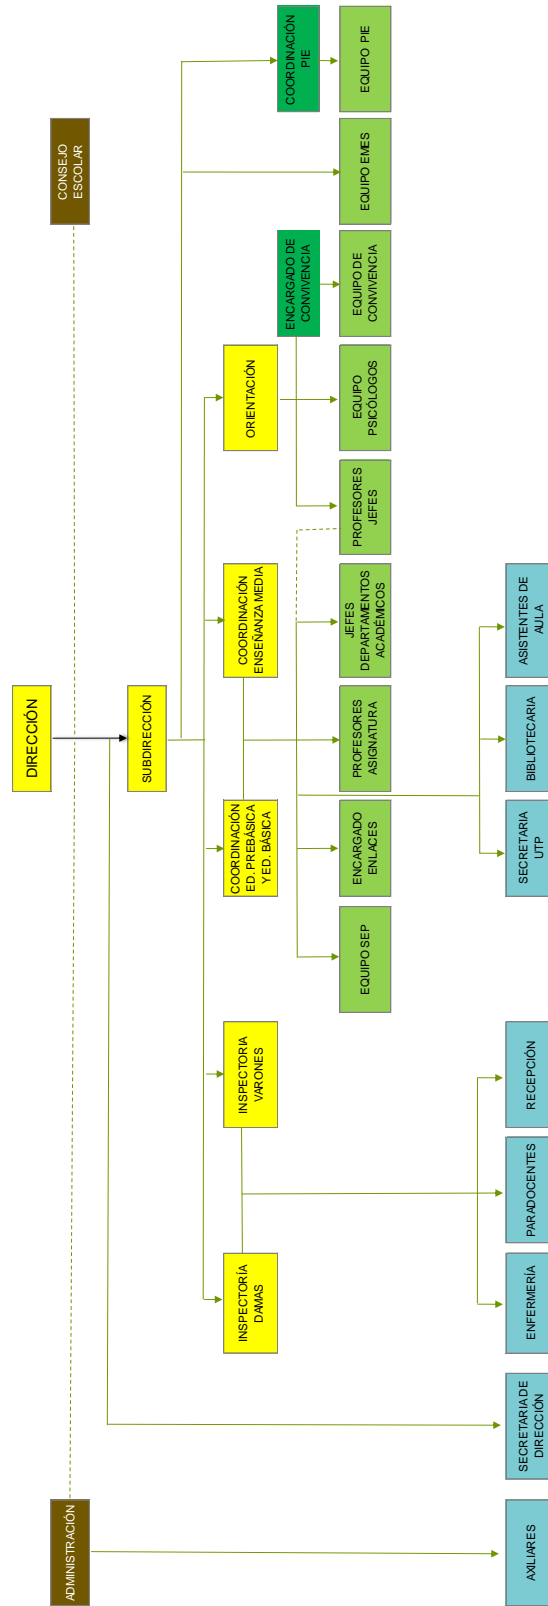 DIRECCIÓN
ADMINISTRACIÓN
CONSEJO
ESCOLAR
SUBDIRECCIÓN
INSPECTORÍA
DAMAS
INSPECTORIA
VARONES
COORDINACIÓN
ED. PREBÁSICA
Y ED. BÁSICA
COORDINACIÓN
ENSEÑANZA MEDIA
ORIENTACIÓN
ENCARGADO DE
CONVIVENCIA
COORDINACIÓN
PIE
EQUIPO SEP
ENCARGADO
ENLACES
PROFESORES
ASIGNATURA
JEFES
DEPARTAMENTOS
ACADÉMICOS
PROFESORES
JEFES
EQUIPO
PSICÓLOGOS
EQUIPO DE
CONVIVENCIA
EQUIPO EMES
EQUIPO PIE
AXILIARES
SECRETARIA DE
DIRECCIÓN
ENFERMERÍA
PARADOCENTES
RECEPCIÓN
SECRETARIA
UTP
BIBLIOTECARIA
ASISTENTES DE
AULA